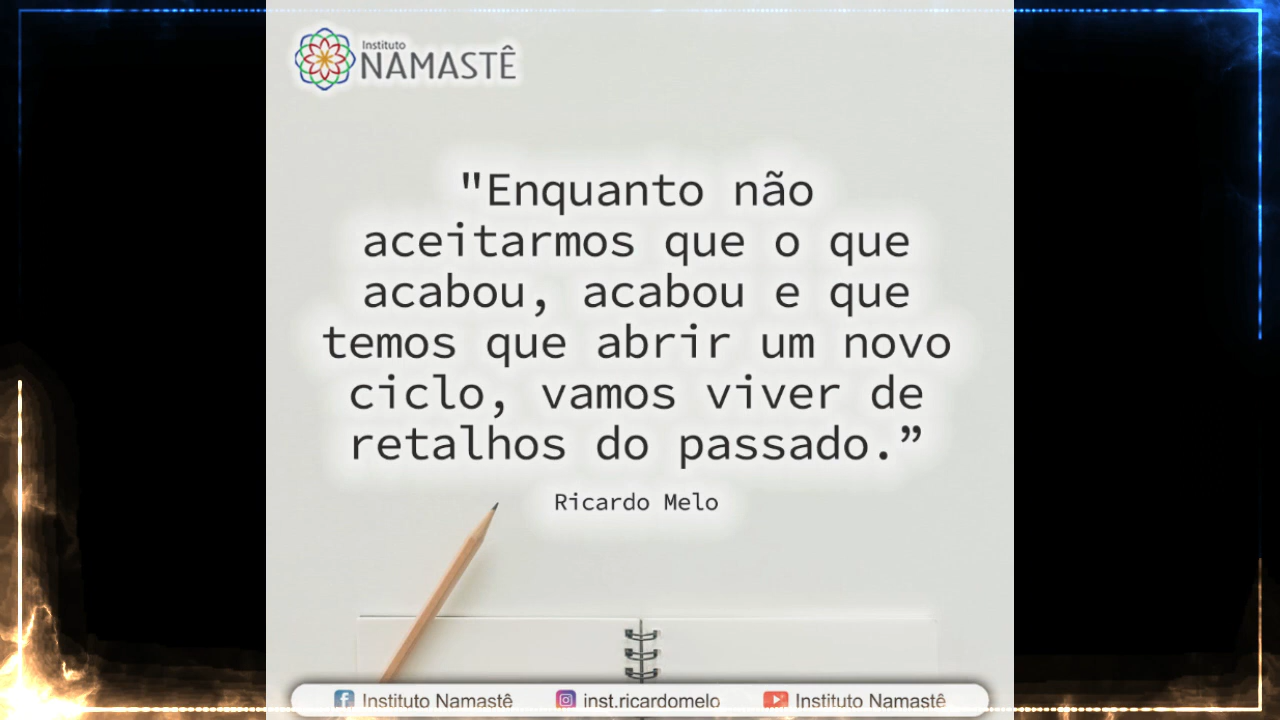 Instituto
NAMASTÊ
"Enquanto não
aceitarmos que o que
acabou, acabou e que
temos que abrir um novo
ciclo, vamos viver de
retalhos do passado.”
Ricardo Melo
Instituto Namastê inst.ricardomelo Instituto Namastê